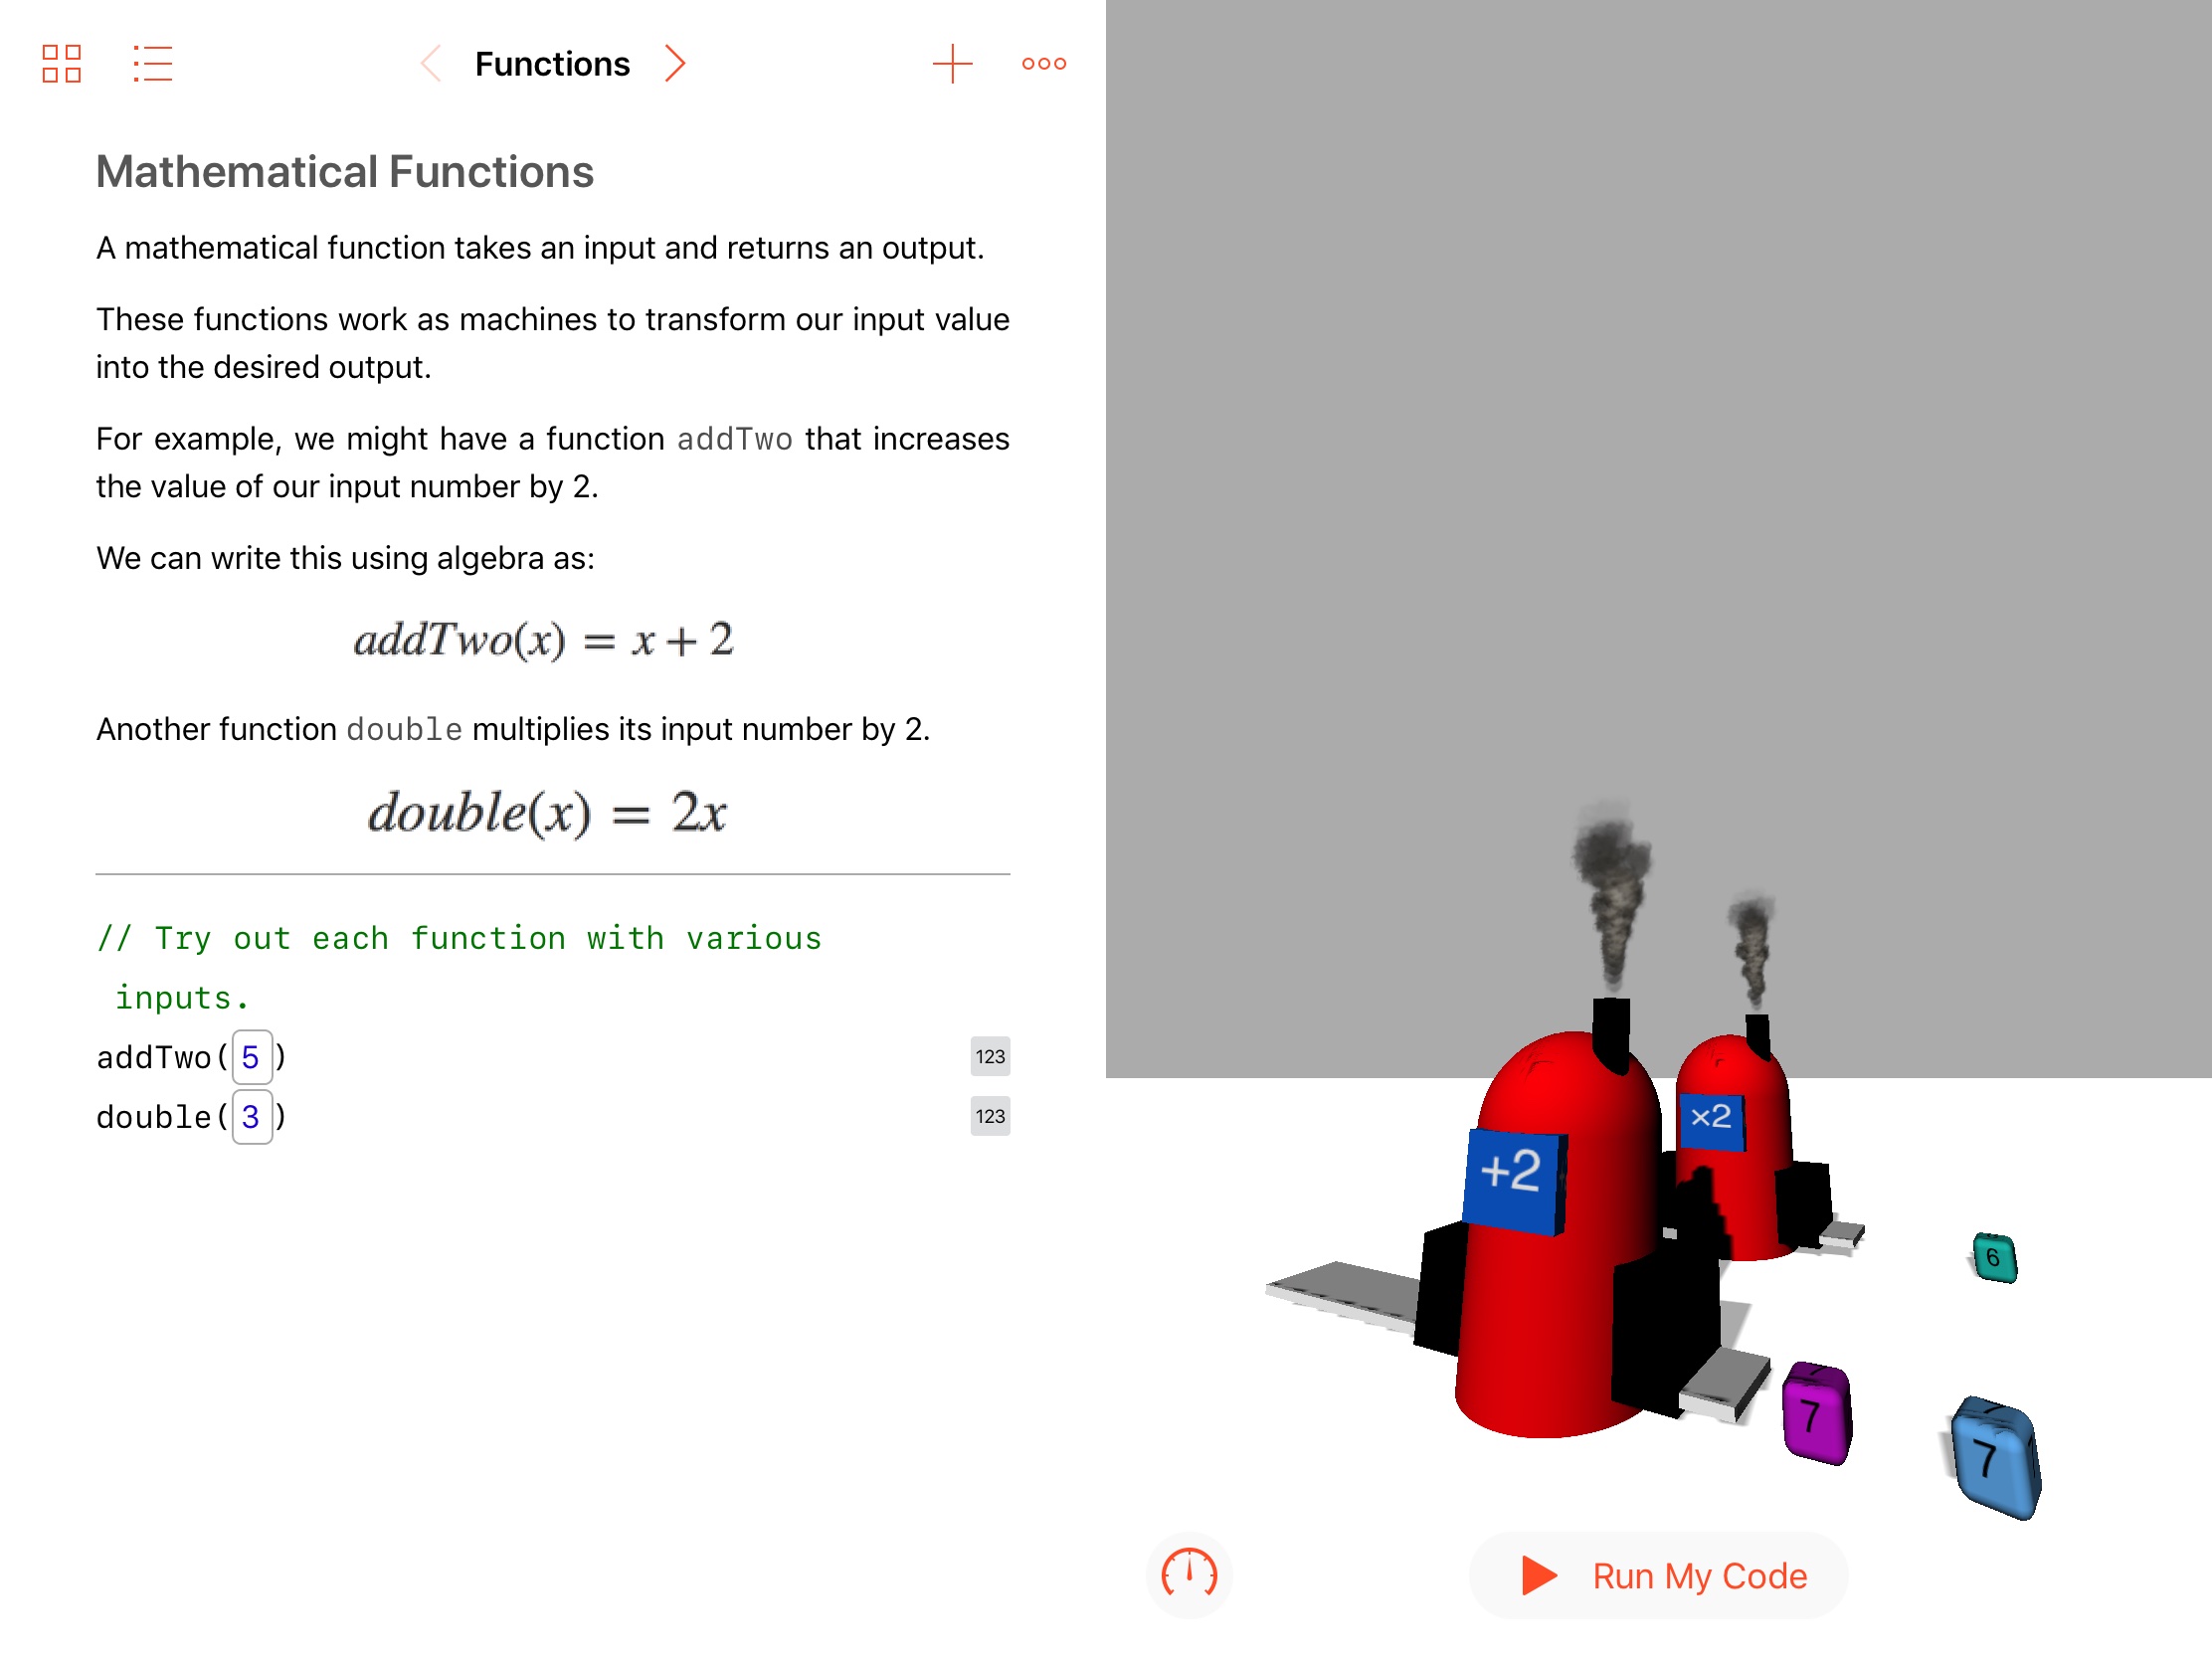 Functions
Mathematical Functions
A mathematical function takes an input and returns an output.
These functions work as machines to transform our input value
into the desired output.
For example, we might have a function addTwo that increases
the value of our input number by 2.
We can write this using algebra as:
addTwo(x) = x + 2
Another function double multiplies its input number by 2.
double(x) = 2x
// Try out each function with various
inputs.
addTwo(5)
123
double(3)
123
+2
×2
6
7
7
7
7
Run My Code